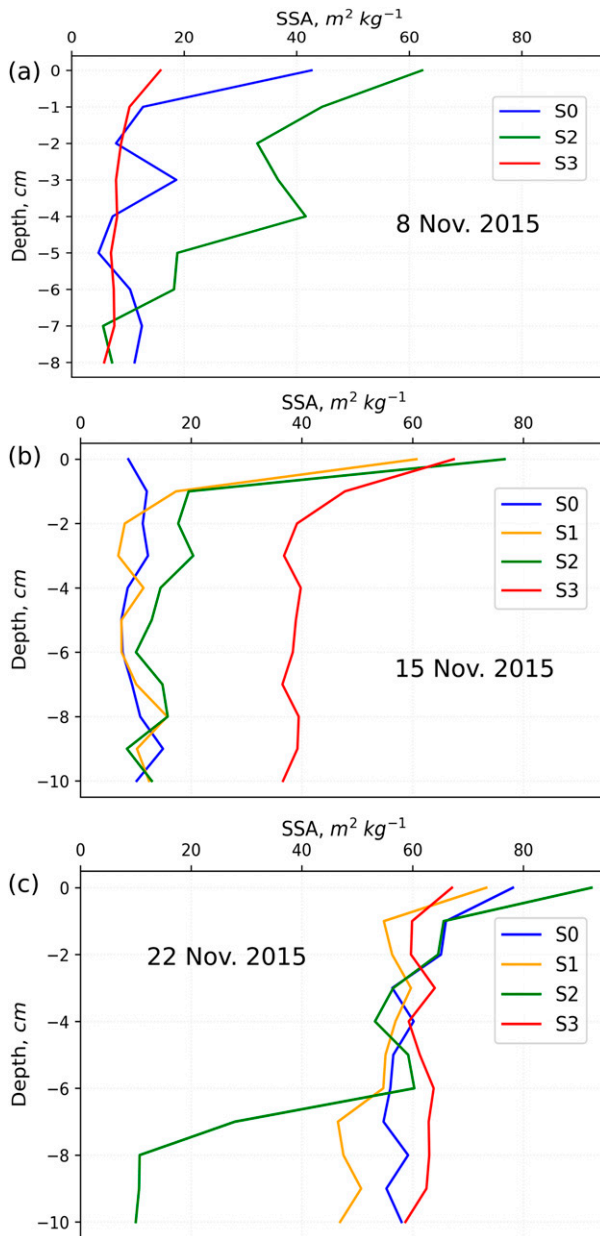 SSA, m² kg⁻¹
0 20 40 60 80
(a)
Depth, cm
0
−1
−2
−3
−4
−5
−6
−7
−8
S0
S2
S3
8 Nov. 2015
SSA, m² kg⁻¹
0 20 40 60 80
(b)
Depth, cm
0
−2
−4
−6
−8
−10
S0
S1
S2
S3
15 Nov. 2015
SSA, m² kg⁻¹
0 20 40 60 80
(c)
Depth, cm
0
−2
−4
−6
−8
−10
22 Nov. 2015
S0
S1
S2
S3